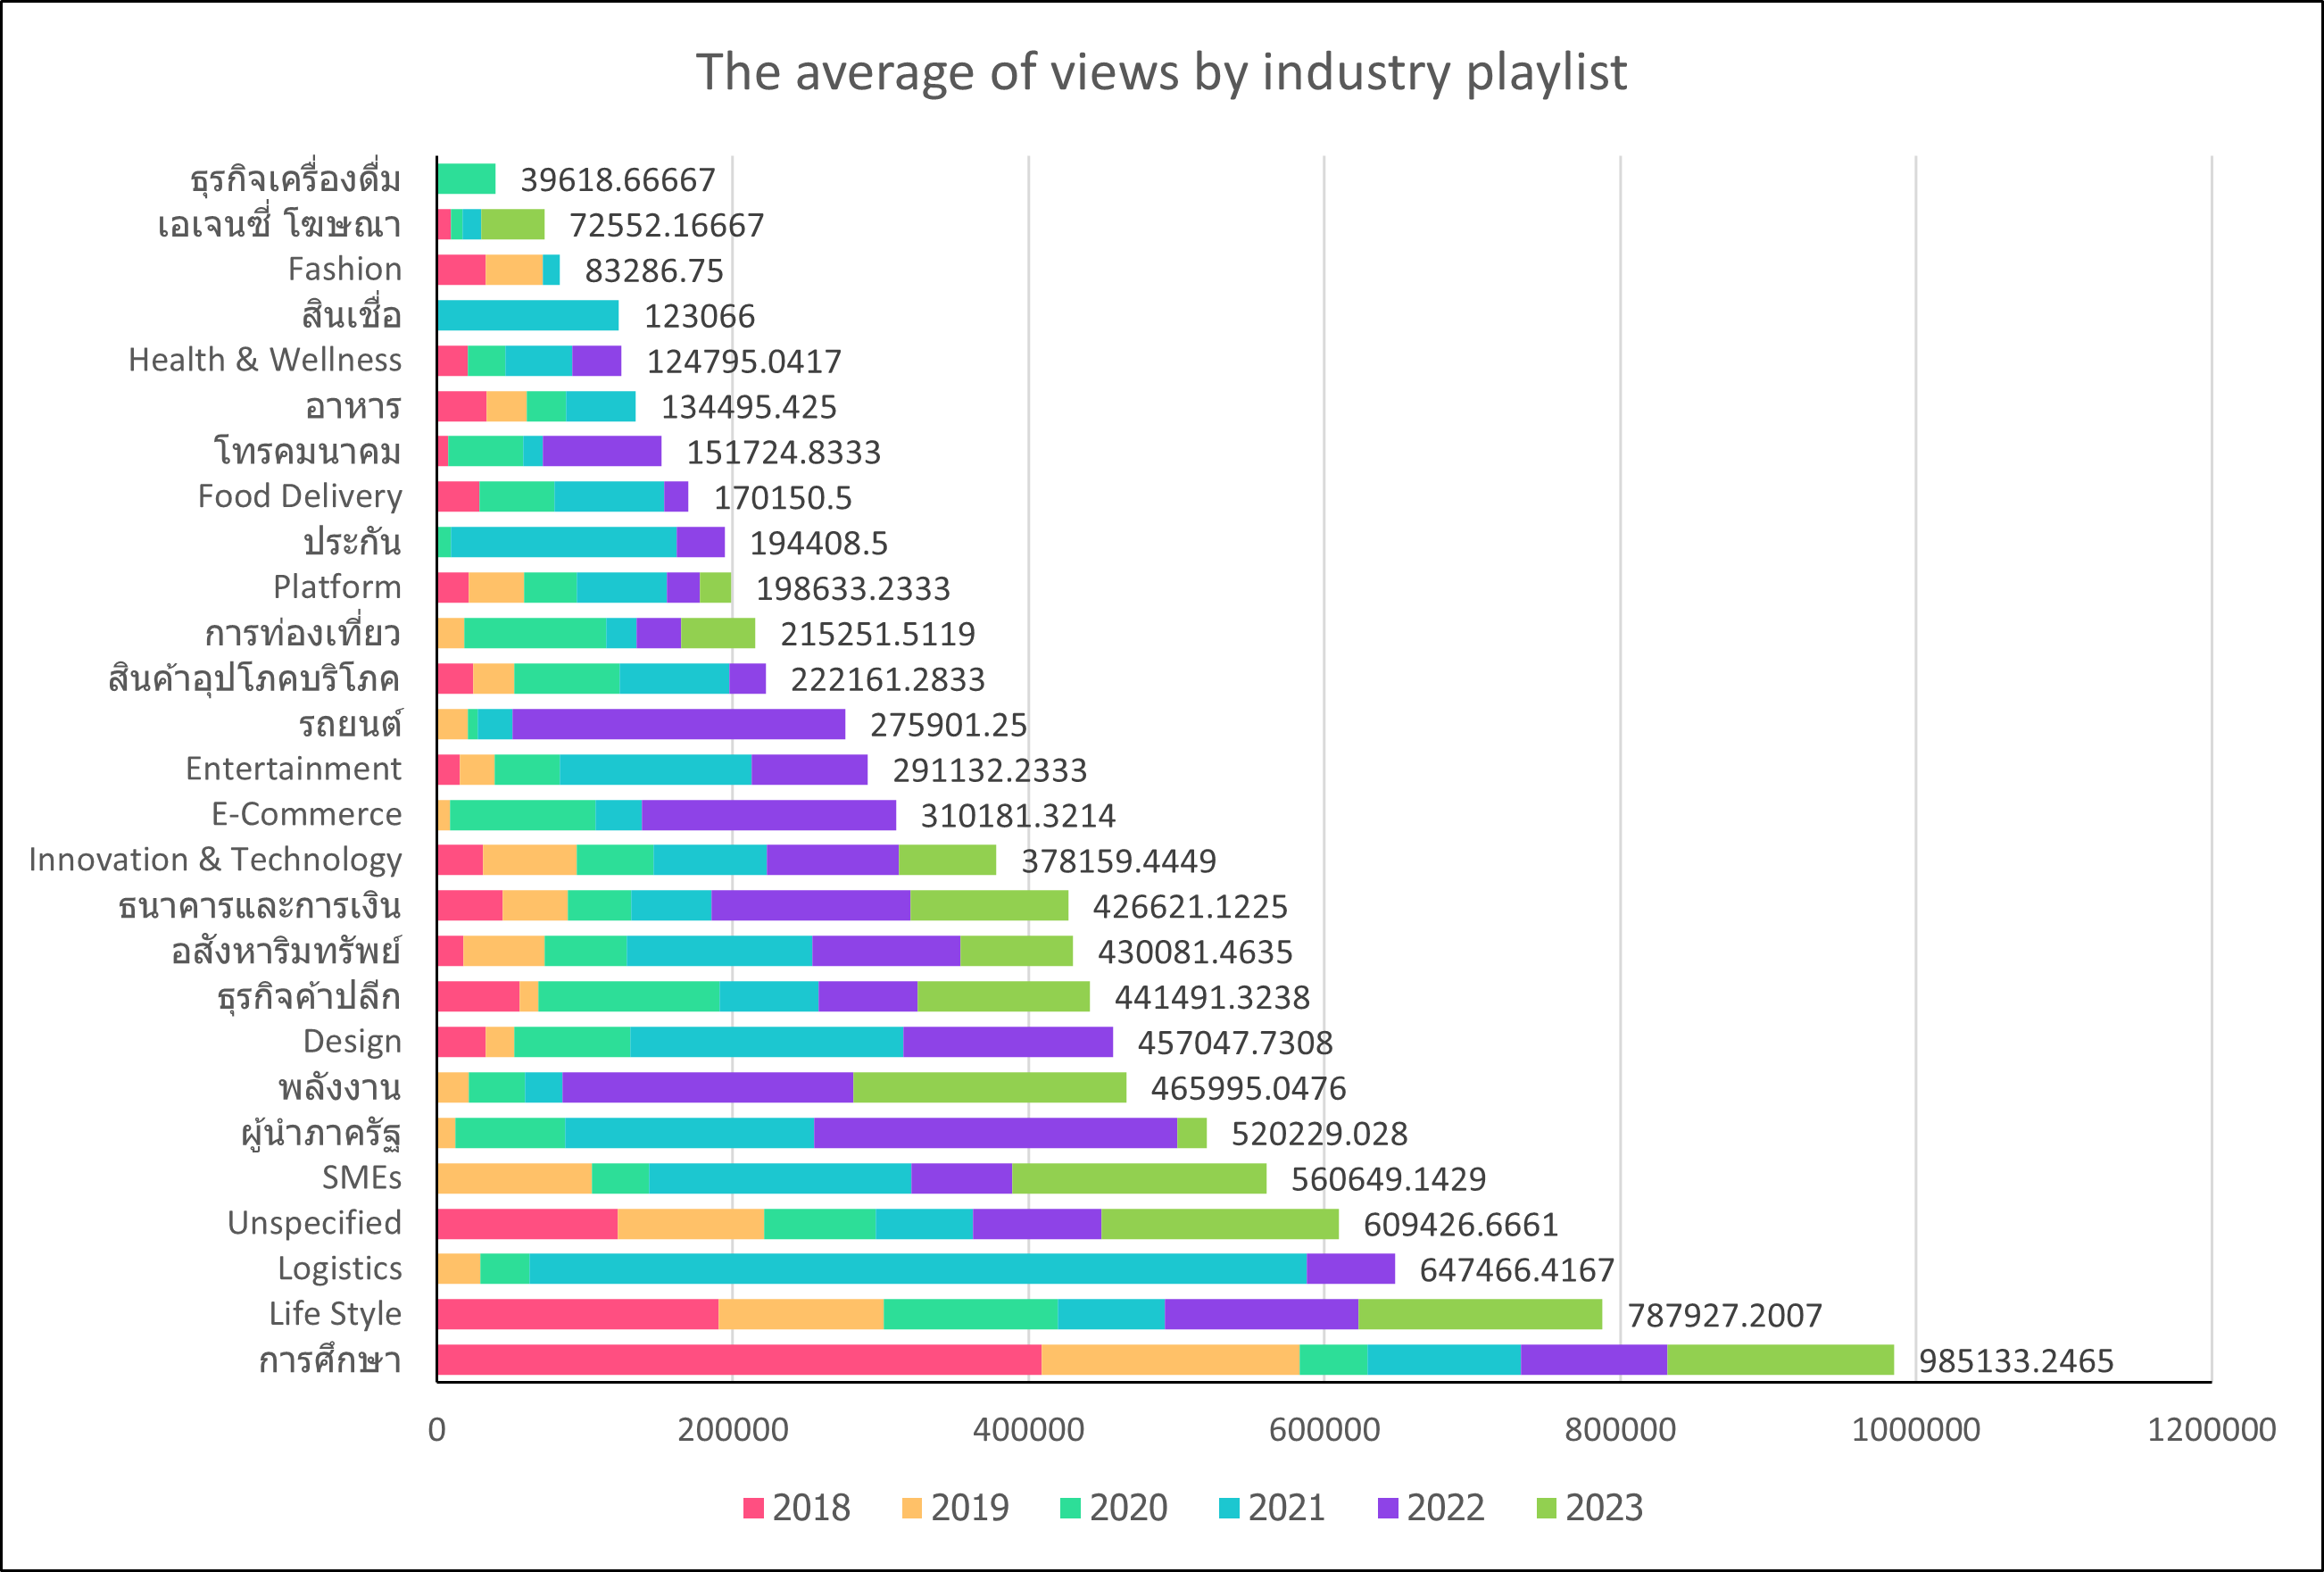 The average of views by industry playlist
ธุรกิจเครื่องดื่ม 39618.66667
เอเจนซี่ โฆษณา 72552.16667
Fashion 83286.75
สินเชื่อ 123066
Health & Wellness 124795.0417
อาหาร 134495.425
โทรคมนาคม 151724.8333
Food Delivery 170150.5
ประกัน 194408.5
Platform 198633.2333
การท่องเที่ยว 215251.5119
สินค้าอุปโภคบริโภค 222161.2833
รถยนต์ 275901.25
Entertainment 291132.2333
E-Commerce 310181.3214
Innovation & Technology 378159.4449
ธนาคารและการเงิน 426621.1225
อสังหาริมทรัพย์ 430081.4635
ธุรกิจค้าปลีก 441491.3238
Design 457047.7308
พลังงาน 465995.0476
ผู้นำภาครัฐ 520229.028
SMEs 560649.1429
Unspecified 609426.6661
Logistics 647466.4167
Life Style 787927.2007
การศึกษา 985133.2465
0 200000 400000 600000 800000 1000000 1200000
2018 2019 2020 2021 2022 2023